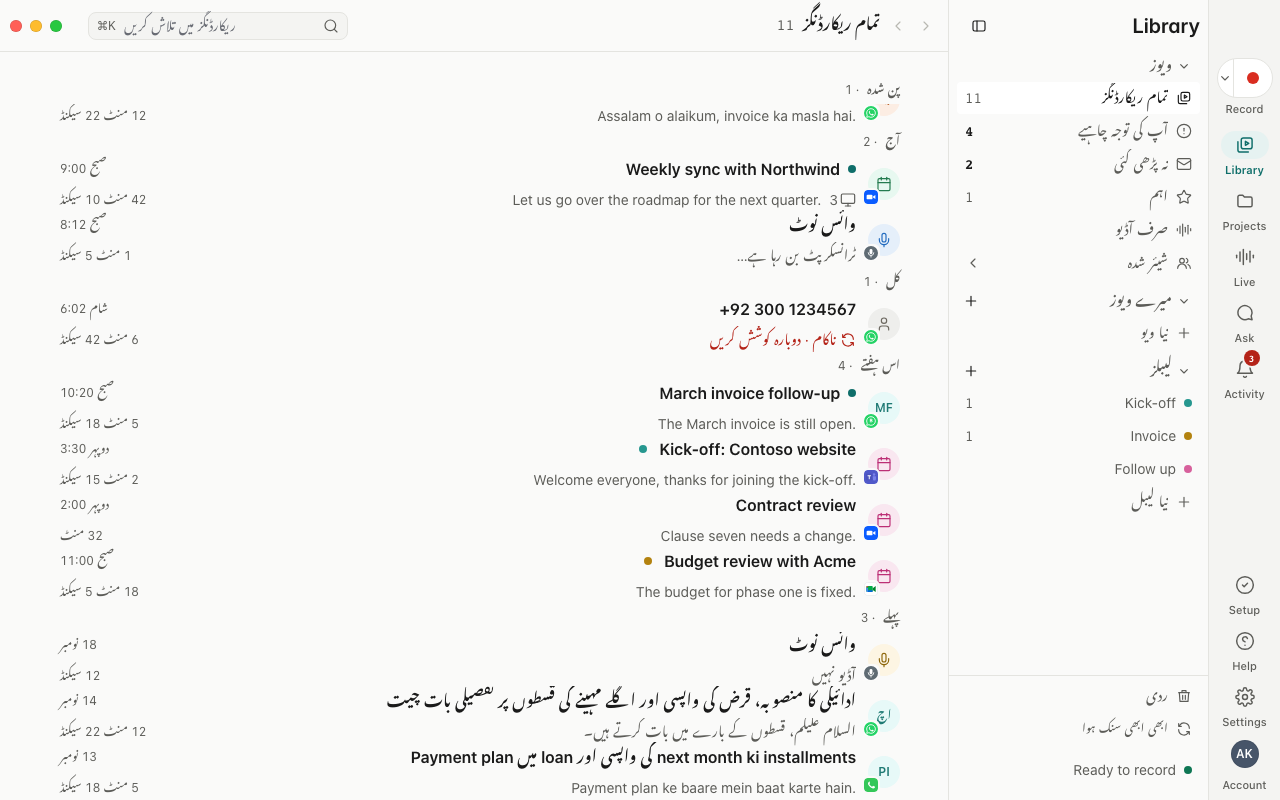 Library
ویوز
تمام ریکارڈنگز 11
آپ کی توجہ چاہیے 4
نہ پڑھی گئی 2
اہم 1
صرف آڈیو
شیئر شدہ
میرے ویوز
نیا ویو
لیبلز
Kick-off 1
Invoice 1
Follow up
نیا لیبل
ردی
ابھی ابھی سنک ہوا
Ready to record
Record
Library
Projects
Live
Ask
3
Activity
Setup
Help
Settings
AK
Account
تمام ریکارڈنگز 11
ریکارڈنگز میں تلاش کریں ⌘K
پن شدہ · 1
Assalam o alaikum, invoice ka masla hai.
12 منٹ 22 سیکنڈ
آج · 2
Weekly sync with Northwind
9:00 صبح
Let us go over the roadmap for the next quarter. 3
42 منٹ 10 سیکنڈ
وائس نوٹ
8:12 صبح
ٹرانسکرپٹ بن رہا ہے…
1 منٹ 5 سیکنڈ
کل · 1
+92 300 1234567
6:02 شام
ناکام · دوبارہ کوشش کریں
6 منٹ 42 سیکنڈ
اس ہفتے · 4
MF
March invoice follow-up
10:20 صبح
The March invoice is still open.
5 منٹ 18 سیکنڈ
Kick-off: Contoso website
3:30 دوپہر
Welcome everyone, thanks for joining the kick-off.
2 منٹ 15 سیکنڈ
Contract review
2:00 دوپہر
Clause seven needs a change.
32 منٹ
Budget review with Acme
11:00 صبح
The budget for phase one is fixed.
18 منٹ 5 سیکنڈ
پہلے · 3
وائس نوٹ
18 نومبر
آڈیو نہیں
12 سیکنڈ
اچ
ادائیگی کا منصوبہ، قرض کی واپسی اور اگلے مہینے کی قسطوں پر تفصیلی بات چیت
14 نومبر
السلام علیکم، قسطوں کے بارے میں بات کرتے ہیں۔
12 منٹ 22 سیکنڈ
PI
Payment plan میں loan کی واپسی اور next month ki installments
13 نومبر
Payment plan ke baare mein baat karte hain.
5 منٹ 18 سیکنڈ